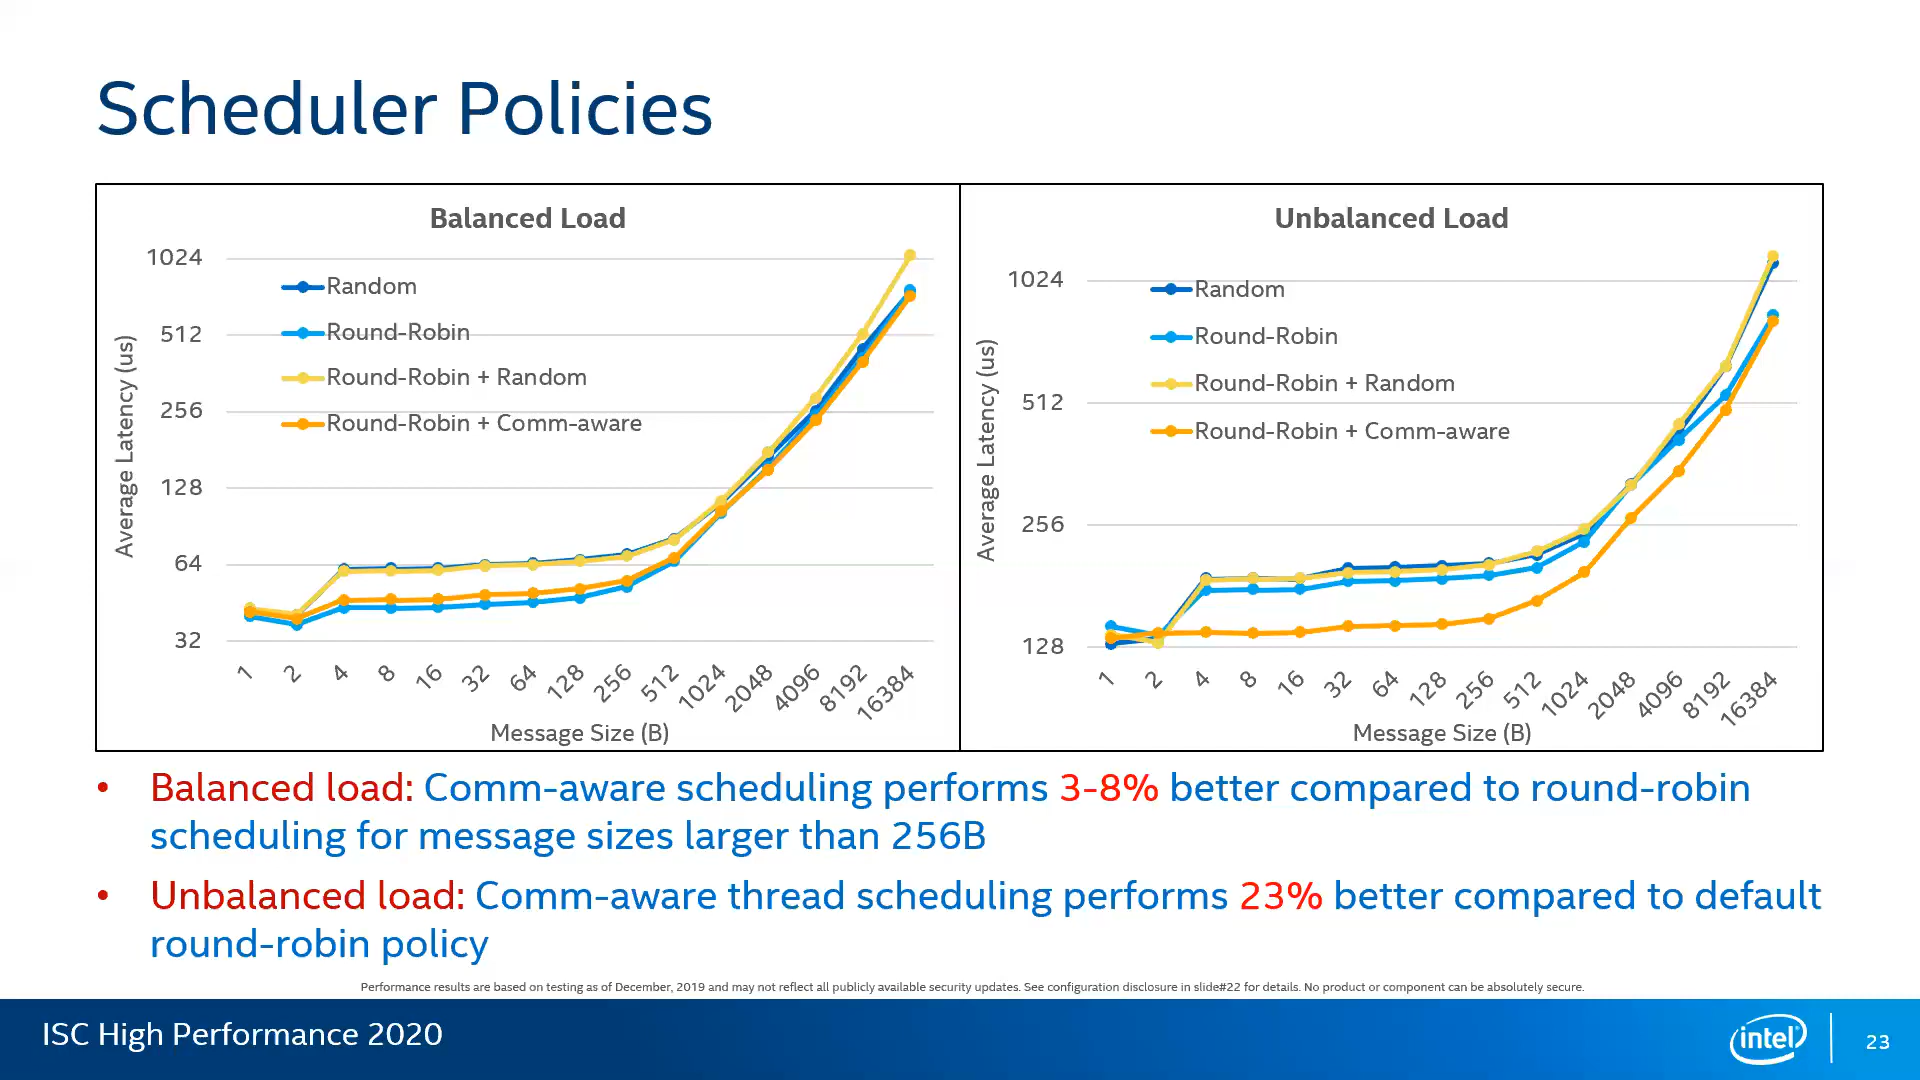 Scheduler Policies
Balanced Load
1024
512
256
128
64
32
Average Latency (us)
Random
Round-Robin
Round-Robin + Random
Round-Robin + Comm-aware
1 2 4 8 16 32 64 128 256 512 1024 2048 4096 8192 16384
Message Size (B)
Unbalanced Load
1024
512
256
128
Average Latency (us)
Random
Round-Robin
Round-Robin + Random
Round-Robin + Comm-aware
1 2 4 8 16 32 64 128 256 512 1024 2048 4096 8192 16384
Message Size (B)
• Balanced load: Comm-aware scheduling performs 3-8% better compared to round-robin
scheduling for message sizes larger than 256B
• Unbalanced load: Comm-aware thread scheduling performs 23% better compared to default
round-robin policy
Performance results are based on testing as of December, 2019 and may not reflect all publicly available security updates. See configuration disclosure in slide#22 for details. No product or component can be absolutely secure.
ISC High Performance 2020
intel
23